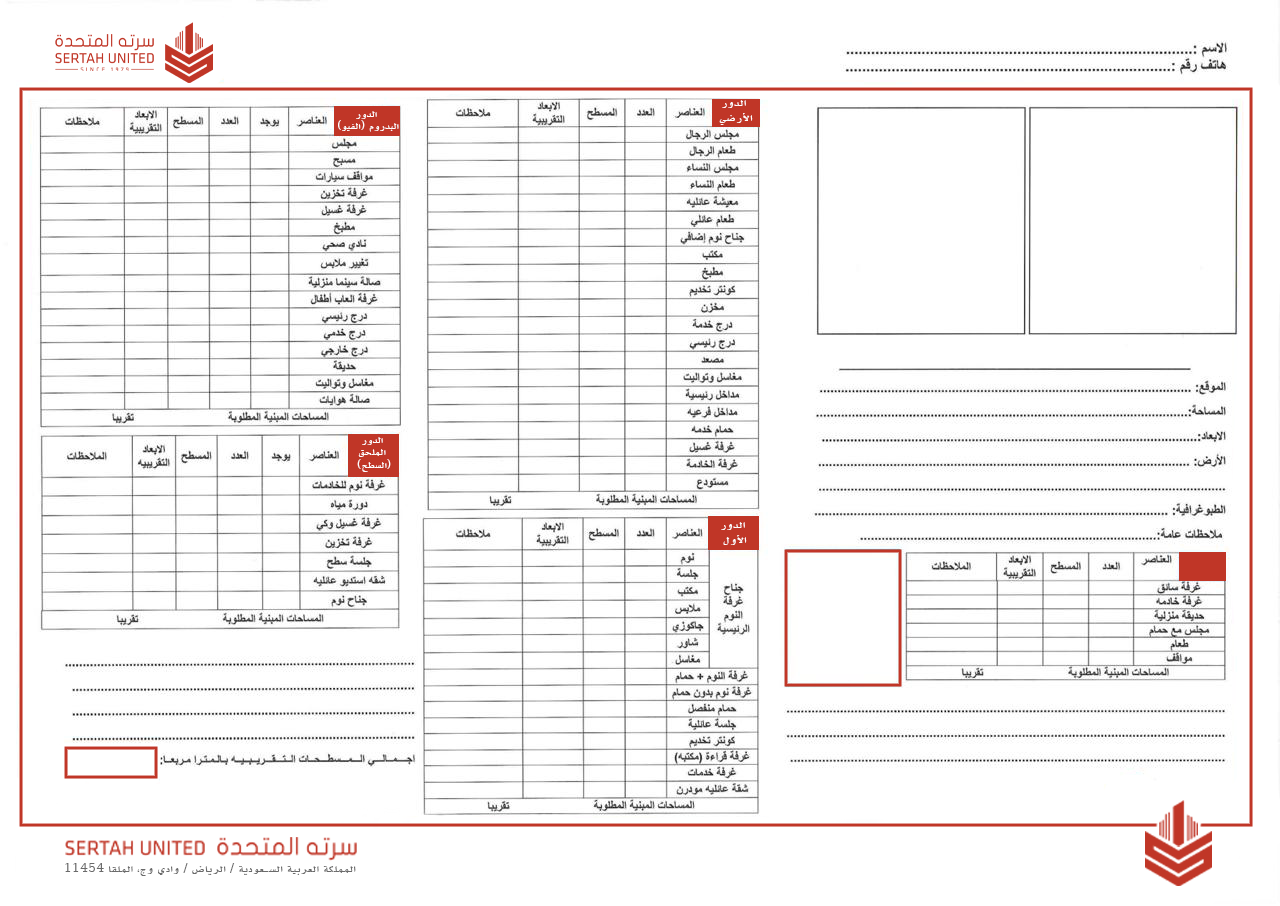 سرته المتحدة
SERTAH UNITED
SINCE 1979
الاسم :
هاتف رقم :
الموقع:
المساحة:
الابعاد:
الأرض:
الطبوغرافية:
ملاحظات عامة:
العناصر العدد المسطح الابعاد التقريبية الملاحظات
غرفة سائق
غرفة خادمه
حديقة منزلية
مجلس مع حمام
طعام
مواقف
المساحات المبنية المطلوبة تقريبا
الدور الأرضي العناصر العدد المسطح الابعاد التقريبية ملاحظات
مجلس الرجال
طعام الرجال
مجلس النساء
طعام النساء
معيشة عائليه
طعام عائلي
جناح نوم إضافي
مكتب
مطبخ
كونتر تخديم
مخزن
درج خدمة
درج رئيسي
مصعد
مغاسل وتواليت
مداخل رئيسية
مداخل فرعيه
حمام خدمه
غرفة غسيل
غرفة الخادمة
مستودع
المساحات المبنية المطلوبة تقريبا
الدور الأول العناصر العدد المسطح الابعاد التقريبية ملاحظات
جناح غرفة النوم الرئيسية
نوم
جلسة
مكتب
ملابس
جاكوزي
شاور
مغاسل
غرفة النوم + حمام
غرفة نوم بدون حمام
حمام منفصل
جلسة عائلية
كونتر تخديم
غرفة قراءة (مكتبه)
غرفة خدمات
شقة عائليه مودرن
المساحات المبنية المطلوبة تقريبا
الدور البدروم (القبو) العناصر يوجد العدد المسطح الابعاد التقريبية ملاحظات
مجلس
مسبح
مواقف سيارات
غرفة تخزين
غرفة غسيل
مطبخ
نادي صحي
تغيير ملابس
صالة سينما منزلية
غرفة العاب أطفال
درج رئيسي
درج خدمي
درج خارجي
حديقة
مغاسل وتواليت
صالة هوايات
المساحات المبنية المطلوبة تقريبا
الدور الملحق (السطح) العناصر يوجد العدد المسطح الابعاد التقريبيه الملاحظات
غرفة نوم للخادمات
دورة مياه
غرفة غسيل وكي
غرفة تخزين
جلسة سطح
شقه استديو عائليه
جناح نوم
المساحات المبنية المطلوبة تقريبا
اجمالي المسطحات التقريبيه بالمترا مربعا:
SERTAH UNITED سرته المتحدة
المملكة العربية السعودية / الرياض / وادي وج، الملقا 11454